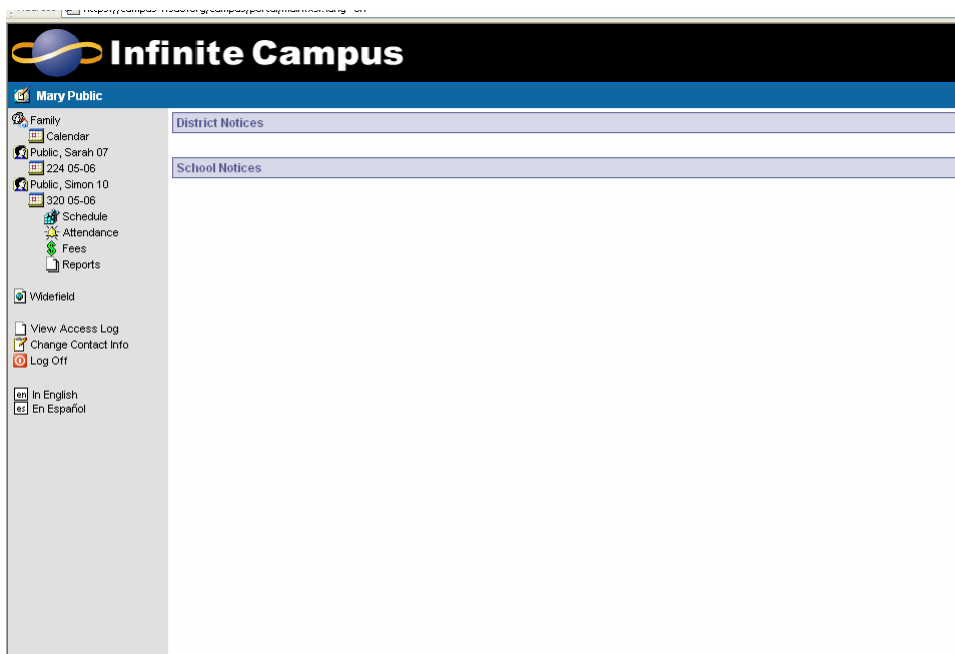 Infinite Campus
Mary Public
Family
Calendar
Public, Sarah 07
224 05-06
Public, Simon 10
320 05-06
Schedule
Attendance
Fees
Reports
Widefield
View Access Log
Change Contact Info
Log Off
en In English
es En Español
District Notices
School Notices